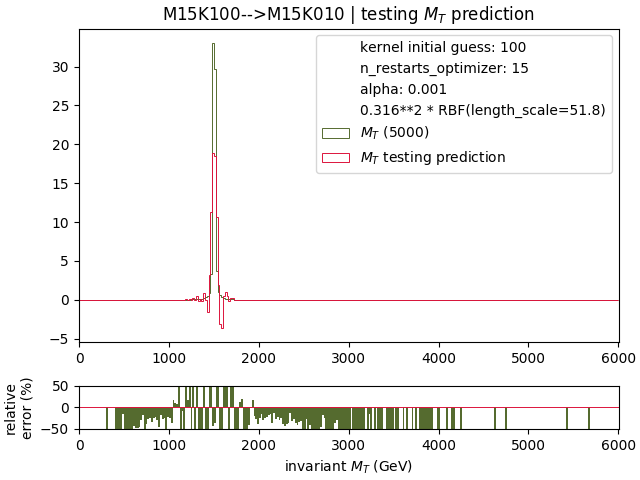 M15K100-->M15K010 | testing M_T prediction
kernel initial guess: 100
n_restarts_optimizer: 15
alpha: 0.001
0.316**2 * RBF(length_scale=51.8)
M_T (5000)
M_T testing prediction
30
25
20
15
10
5
0
−5
0 1000 2000 3000 4000 5000 6000
relative
error (%)
50
0
−50
0 1000 2000 3000 4000 5000 6000
invariant M_T (GeV)